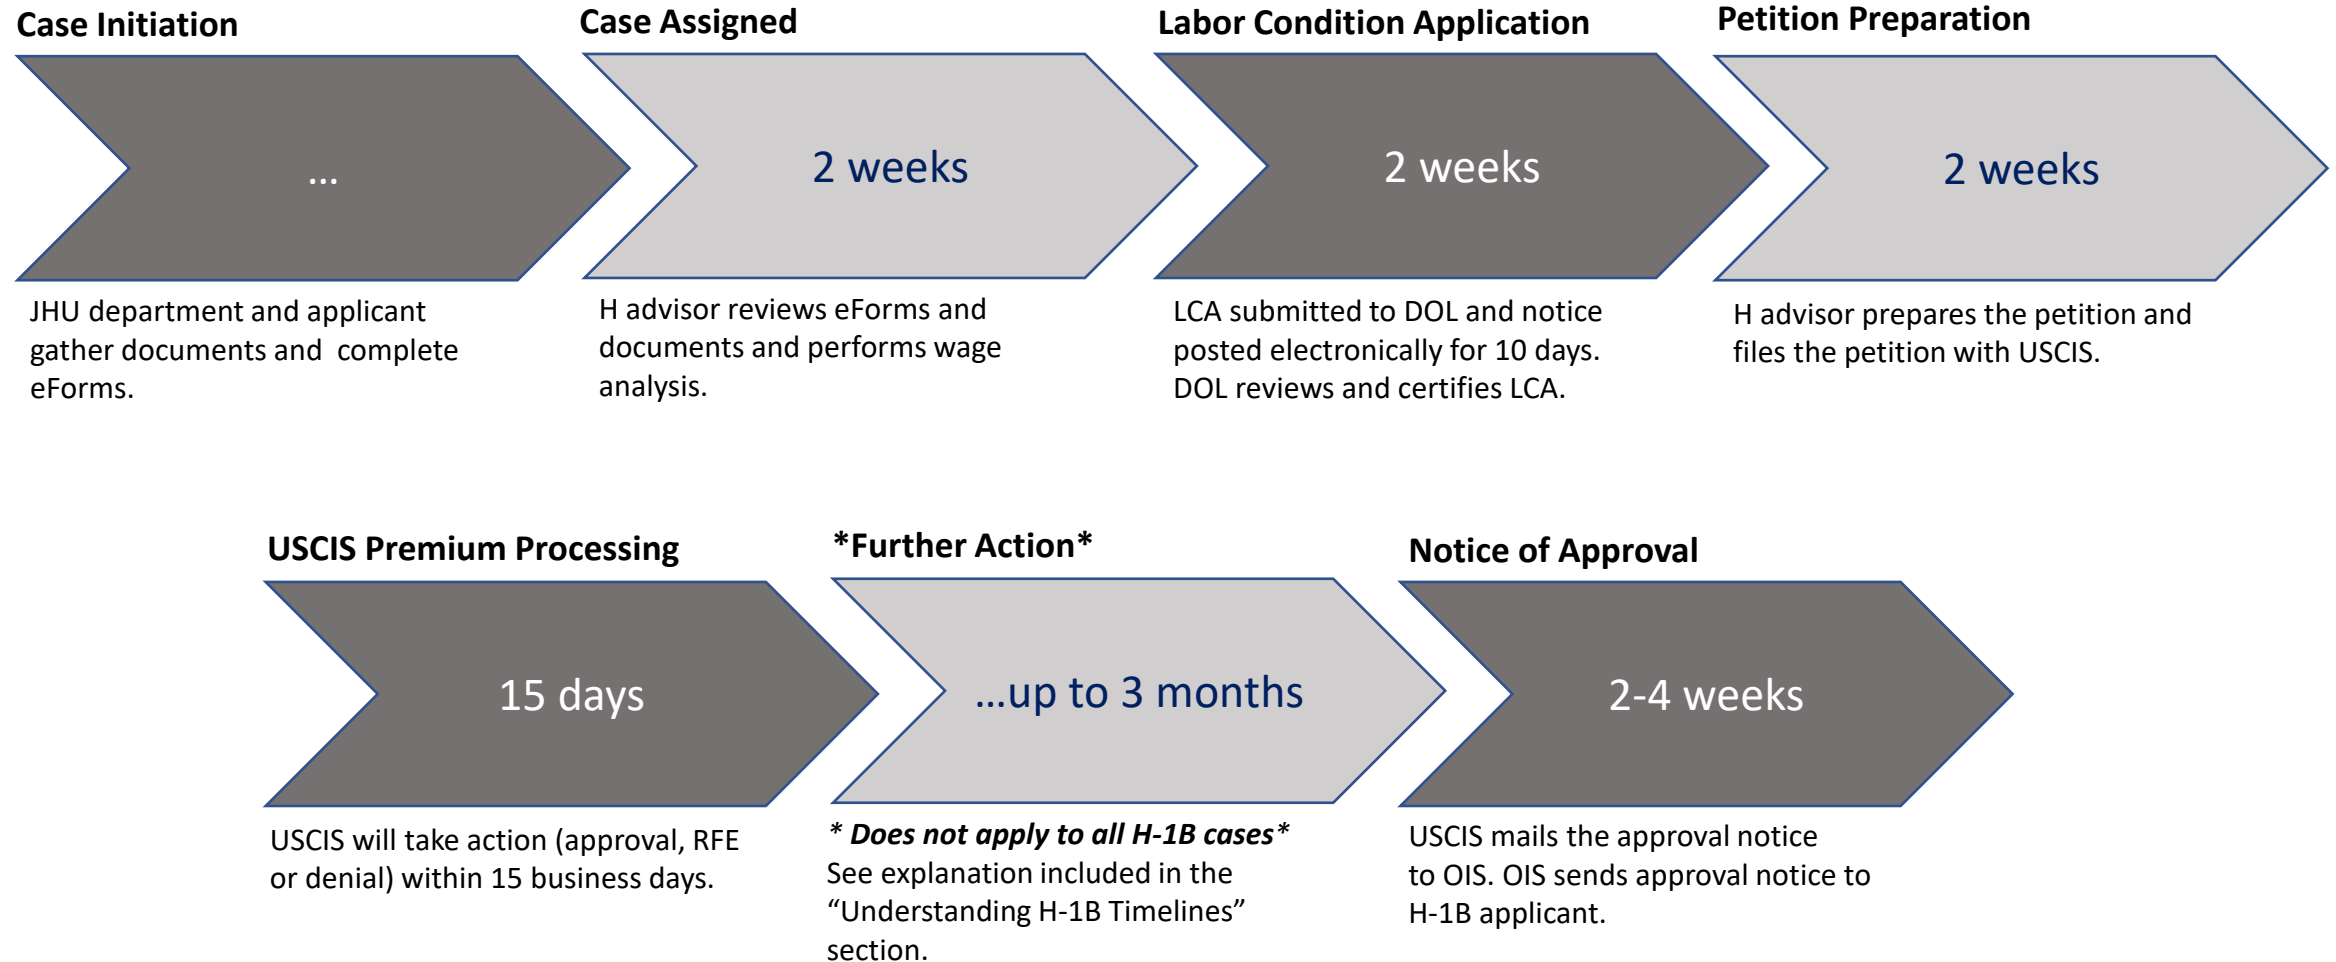 Case Initiation
...
JHU department and applicant
gather documents and complete
eForms.
Case Assigned
2 weeks
H advisor reviews eForms and
documents and performs wage
analysis.
Labor Condition Application
2 weeks
LCA submitted to DOL and notice
posted electronically for 10 days.
DOL reviews and certifies LCA.
Petition Preparation
2 weeks
H advisor prepares the petition and
files the petition with USCIS.
USCIS Premium Processing
15 days
USCIS will take action (approval, RFE
or denial) within 15 business days.
*Further Action*
...up to 3 months
* Does not apply to all H-1B cases*
See explanation included in the
“Understanding H-1B Timelines”
section.
Notice of Approval
2-4 weeks
USCIS mails the approval notice
to OIS. OIS sends approval notice to
H-1B applicant.